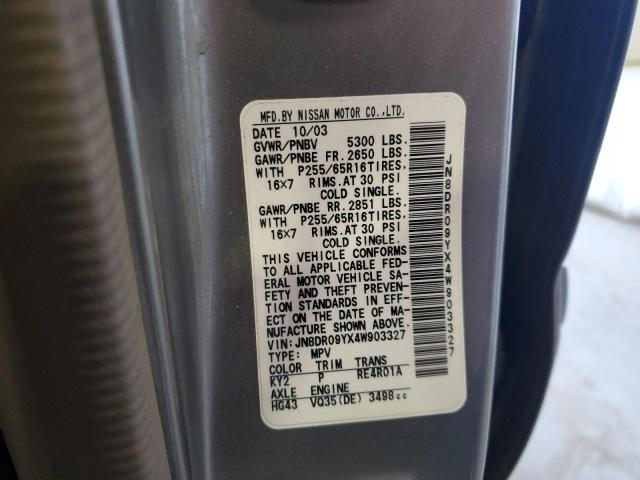 MFD.BY NISSAN MOTOR CO.,LTD.
DATE 10/03
GVWR/PNBV 5300 LBS.
GAWR/PNBE FR. 2650 LBS.
WITH P255/65R16TIRES,
16×7 RIMS.AT 30 PSI
COLD SINGLE.
GAWR/PNBE RR. 2851 LBS.
WITH P255/65R16TIRES,
16×7 RIMS.AT 30 PSI
COLD SINGLE.
THIS VEHICLE CONFORMS
TO ALL APPLICABLE FED-
ERAL MOTOR VEHICLE SA-
FETY AND THEFT PREVEN-
TION STANDARDS IN EFF-
ECT ON THE DATE OF MA-
NUFACTURE SHOWN ABOVE.
VIN: JN8DR09YX4W903327
TYPE: MPV
COLOR TRIM TRANS
KY2 P RE4R01A
AXLE ENGINE
HG43 VQ35(DE) 3498cc
JN8DR09YX4W903327